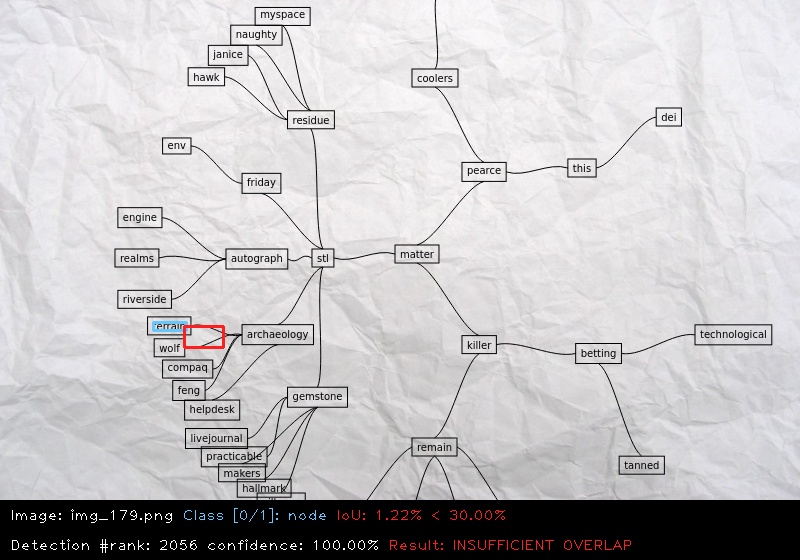 myspace
naughty
janice
hawk
residue
coolers
dei
env
friday
pearce
this
engine
realms
autograph
stl
matter
riverside
archaeology
wolf
compaq
feng
helpdesk
killer
betting
technological
gemstone
livejournal
practicable
makers
hallmark
remain
tanned
Image: img_179.png Class [0/1]: node IoU: 1.22% < 30.00%
Detection #rank: 2056 confidence: 100.00% Result: INSUFFICIENT OVERLAP